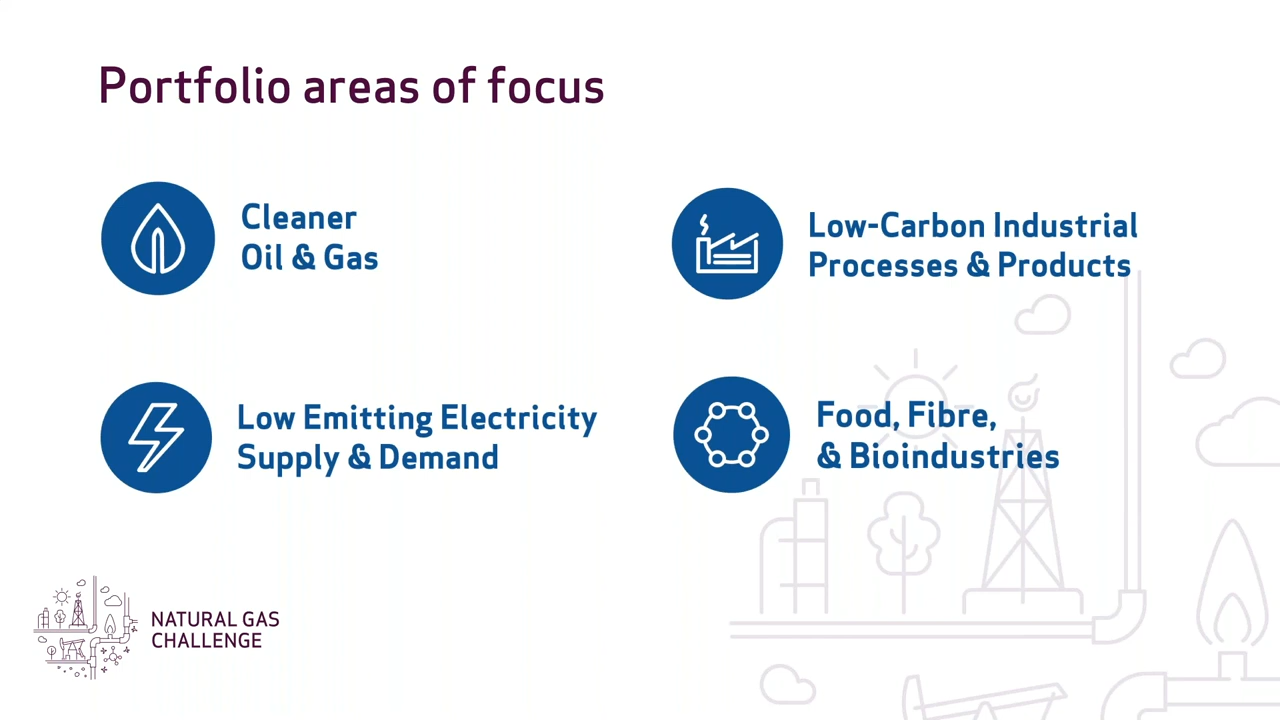 Portfolio areas of focus
Cleaner
Oil & Gas
Low-Carbon Industrial
Processes & Products
Low Emitting Electricity
Supply & Demand
Food, Fibre,
& Bioindustries
NATURAL GAS
CHALLENGE